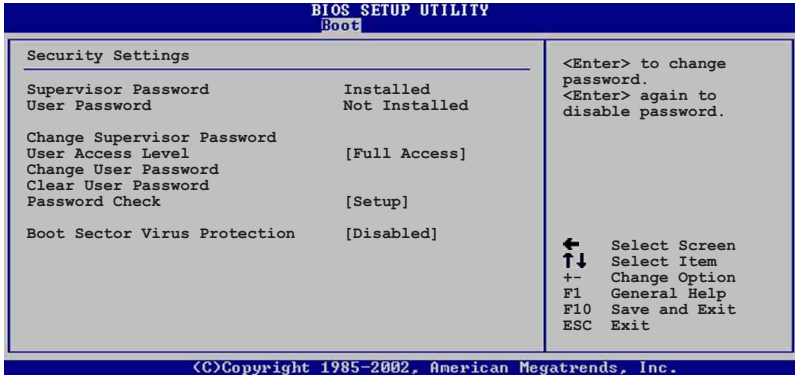 BIOS SETUP UTILITY
Boot
Security Settings
Supervisor Password Installed
User Password Not Installed
Change Supervisor Password
User Access Level [Full Access]
Change User Password
Clear User Password
Password Check [Setup]
Boot Sector Virus Protection [Disabled]
<Enter> to change
password.
<Enter> again to
disable password.
← Select Screen
↑↓ Select Item
+- Change Option
F1 General Help
F10 Save and Exit
ESC Exit
(C)Copyright 1985-2002, American Megatrends, Inc.